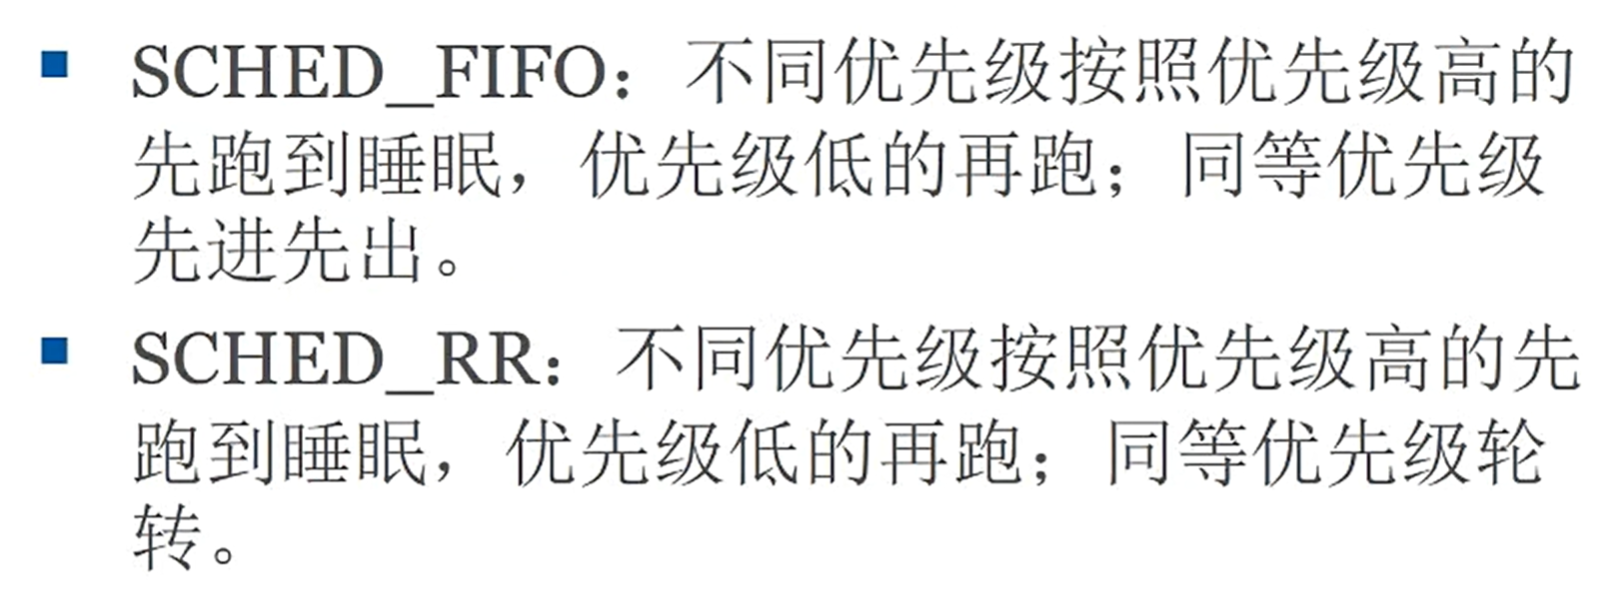 ▪ SCHED_FIFO：不同优先级按照优先级高的
先跑到睡眠，优先级低的再跑；同等优先级
先进先出。
▪ SCHED_RR：不同优先级按照优先级高的先
跑到睡眠，优先级低的再跑；同等优先级轮
转。